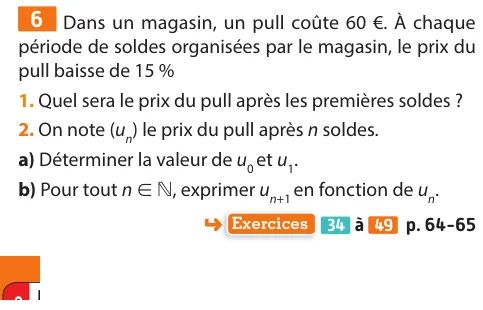 6 Dans un magasin, un pull coûte 60 €. À chaque
période de soldes organisées par le magasin, le prix du
pull baisse de 15 %
1. Quel sera le prix du pull après les premières soldes ?
2. On note (uₙ) le prix du pull après n soldes.
a) Déterminer la valeur de u₀ et u₁.
b) Pour tout n ∈ ℕ, exprimer uₙ₊₁ en fonction de uₙ.
↪ Exercices 34 à 49 p. 64-65